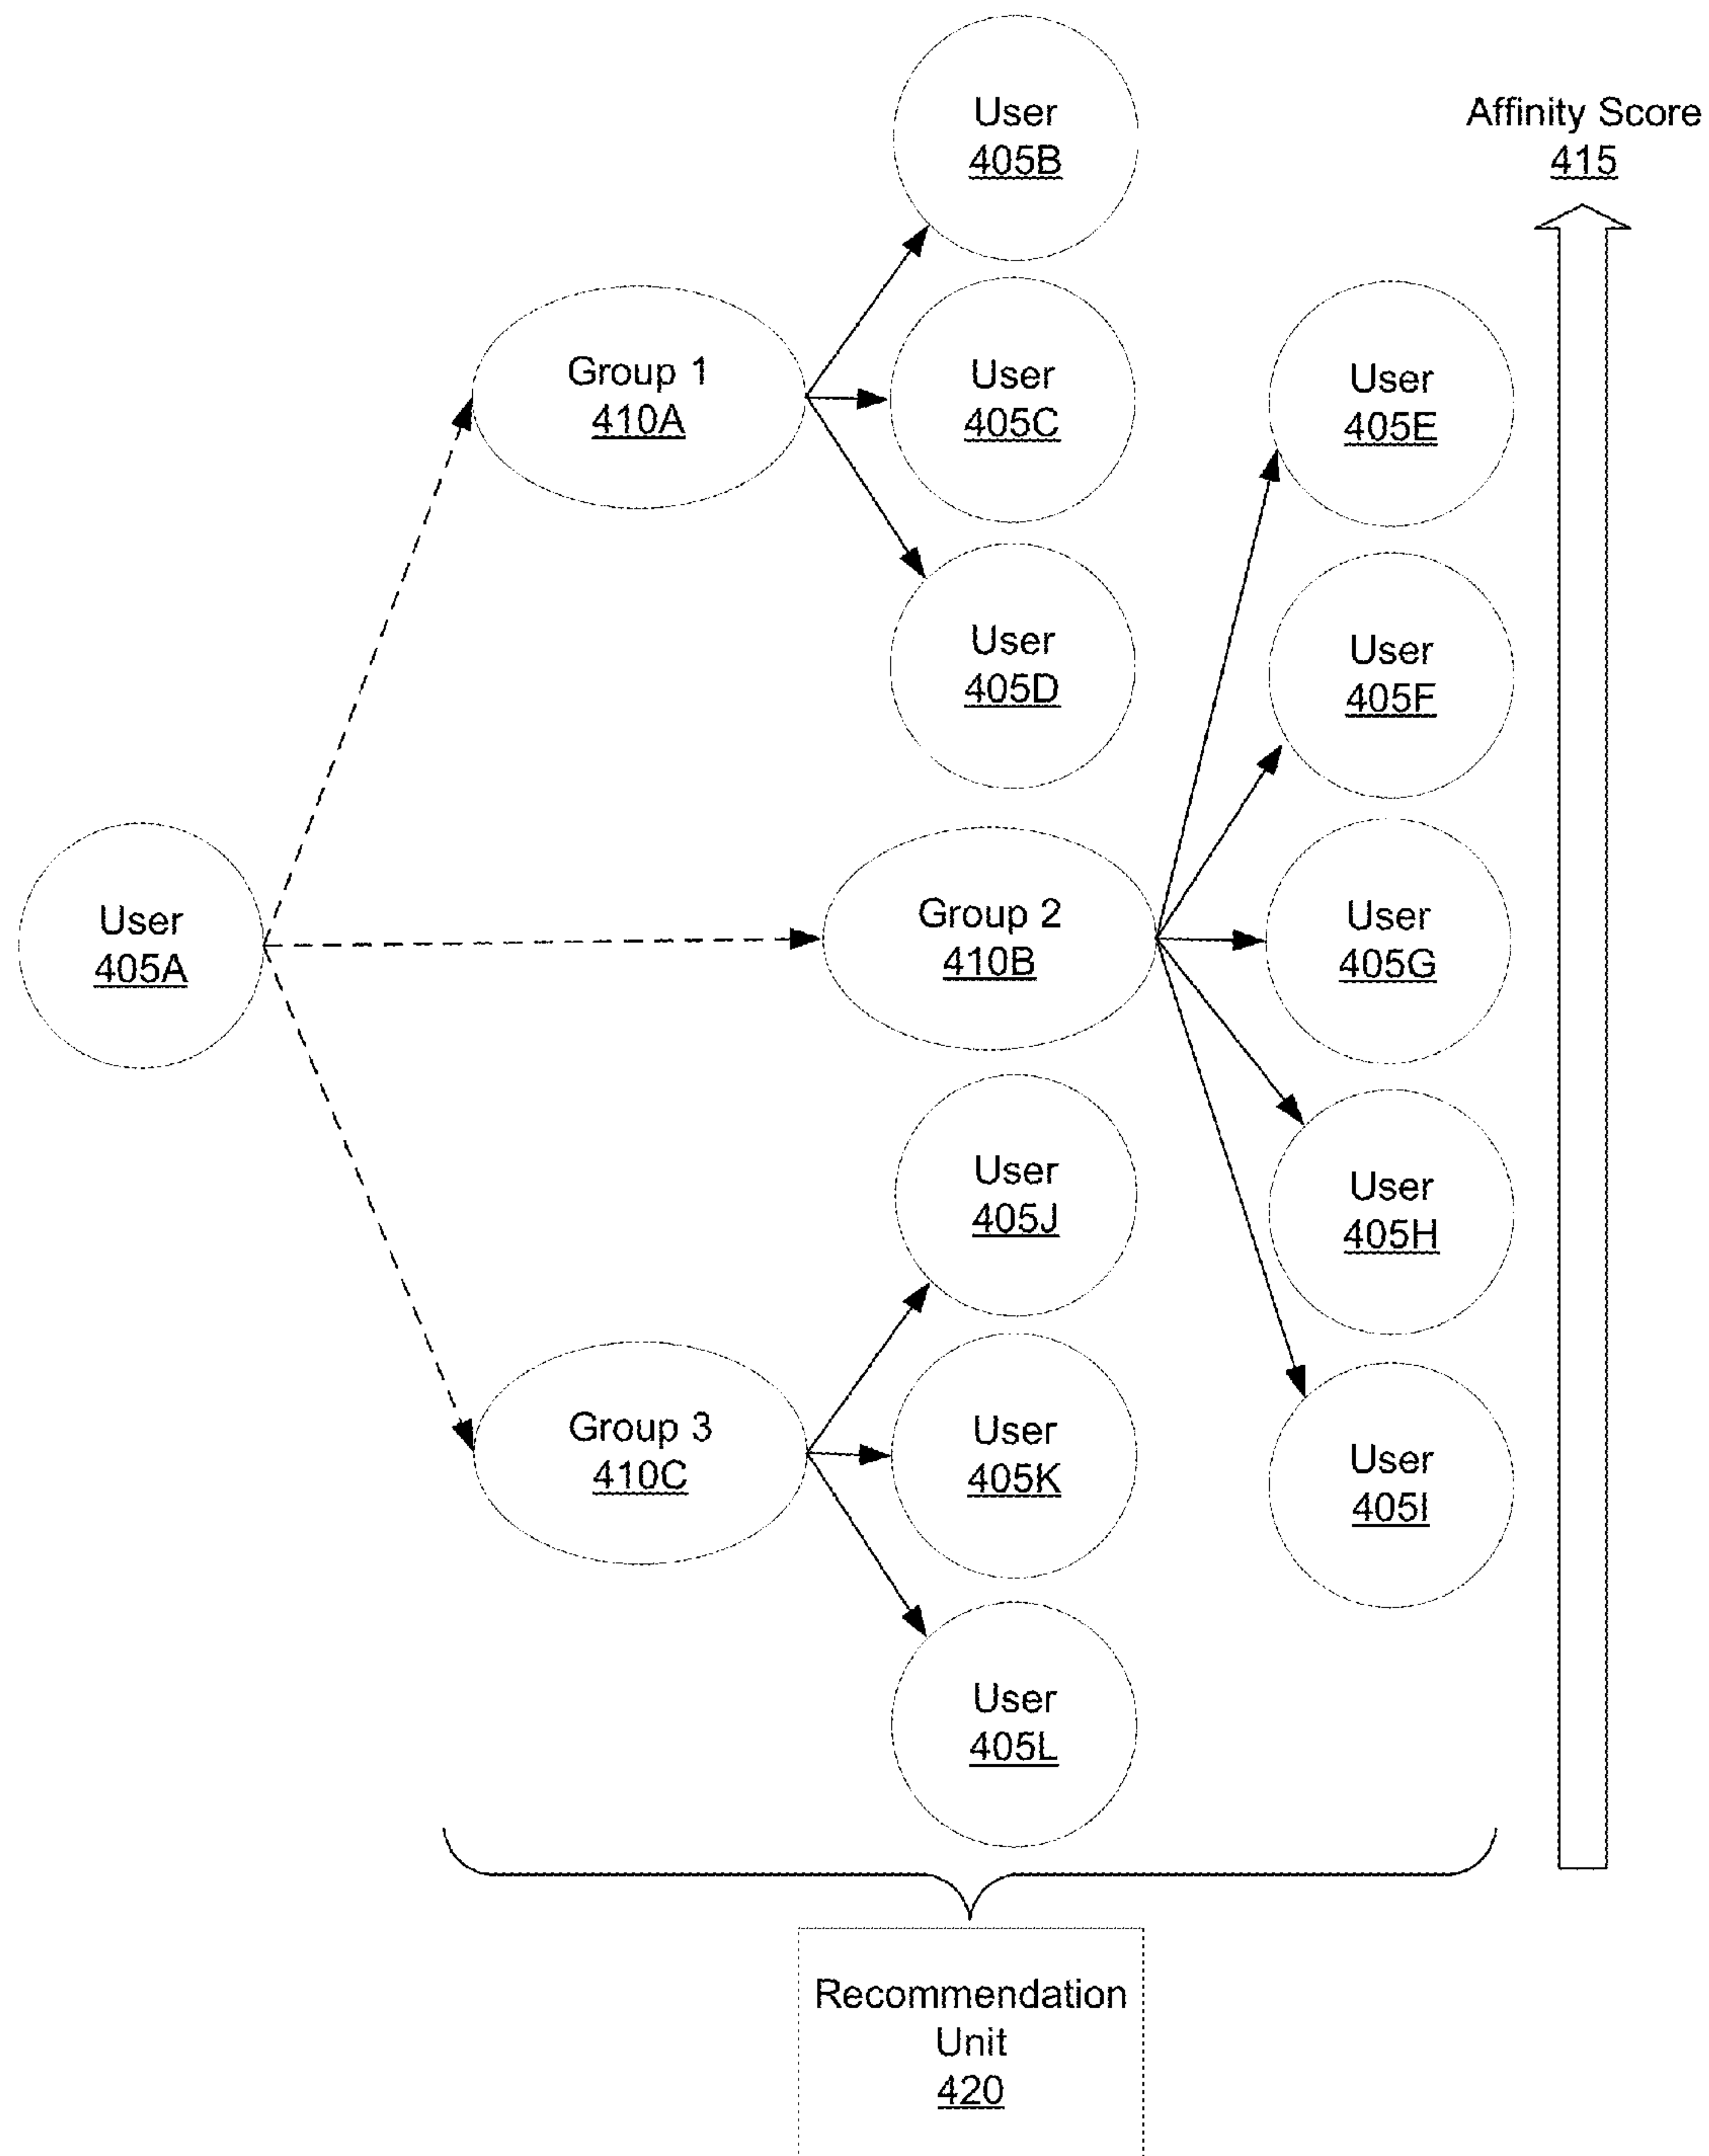 User
405B
Affinity Score
415
Group 1
410A
User
405C
User
405E
User
405D
User
405F
User
405A
Group 2
410B
User
405G
User
405J
User
405H
Group 3
410C
User
405K
User
405I
User
405L
Recommendation
Unit
420